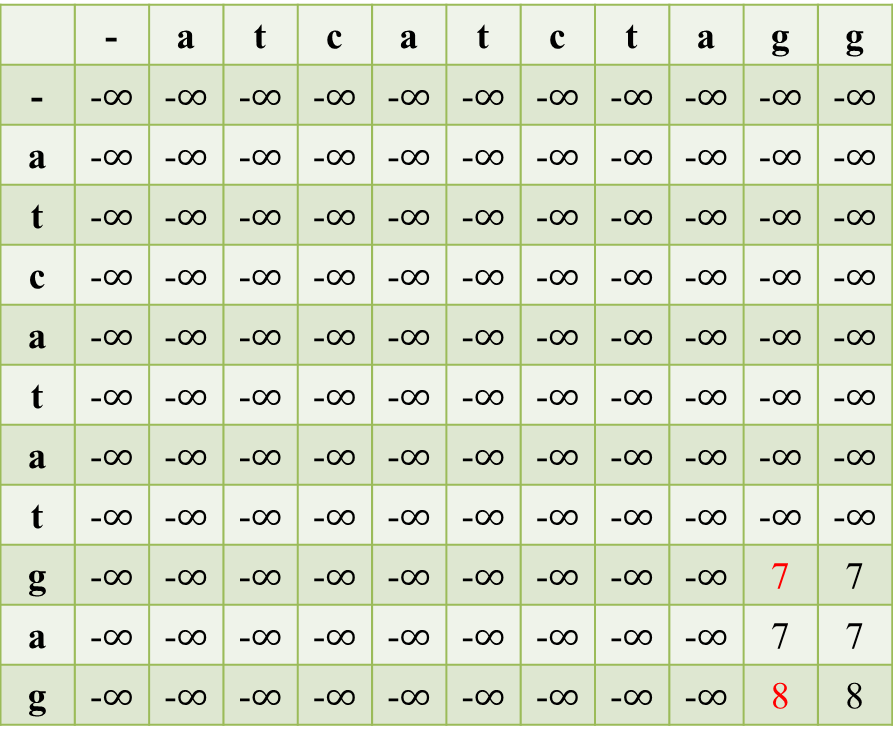 - a t c a t c t a g g
- -∞ -∞ -∞ -∞ -∞ -∞ -∞ -∞ -∞ -∞ -∞
a -∞ -∞ -∞ -∞ -∞ -∞ -∞ -∞ -∞ -∞ -∞
t -∞ -∞ -∞ -∞ -∞ -∞ -∞ -∞ -∞ -∞ -∞
c -∞ -∞ -∞ -∞ -∞ -∞ -∞ -∞ -∞ -∞ -∞
a -∞ -∞ -∞ -∞ -∞ -∞ -∞ -∞ -∞ -∞ -∞
t -∞ -∞ -∞ -∞ -∞ -∞ -∞ -∞ -∞ -∞ -∞
a -∞ -∞ -∞ -∞ -∞ -∞ -∞ -∞ -∞ -∞ -∞
t -∞ -∞ -∞ -∞ -∞ -∞ -∞ -∞ -∞ -∞ -∞
g -∞ -∞ -∞ -∞ -∞ -∞ -∞ -∞ -∞ 7 7
a -∞ -∞ -∞ -∞ -∞ -∞ -∞ -∞ -∞ 7 7
g -∞ -∞ -∞ -∞ -∞ -∞ -∞ -∞ -∞ 8 8